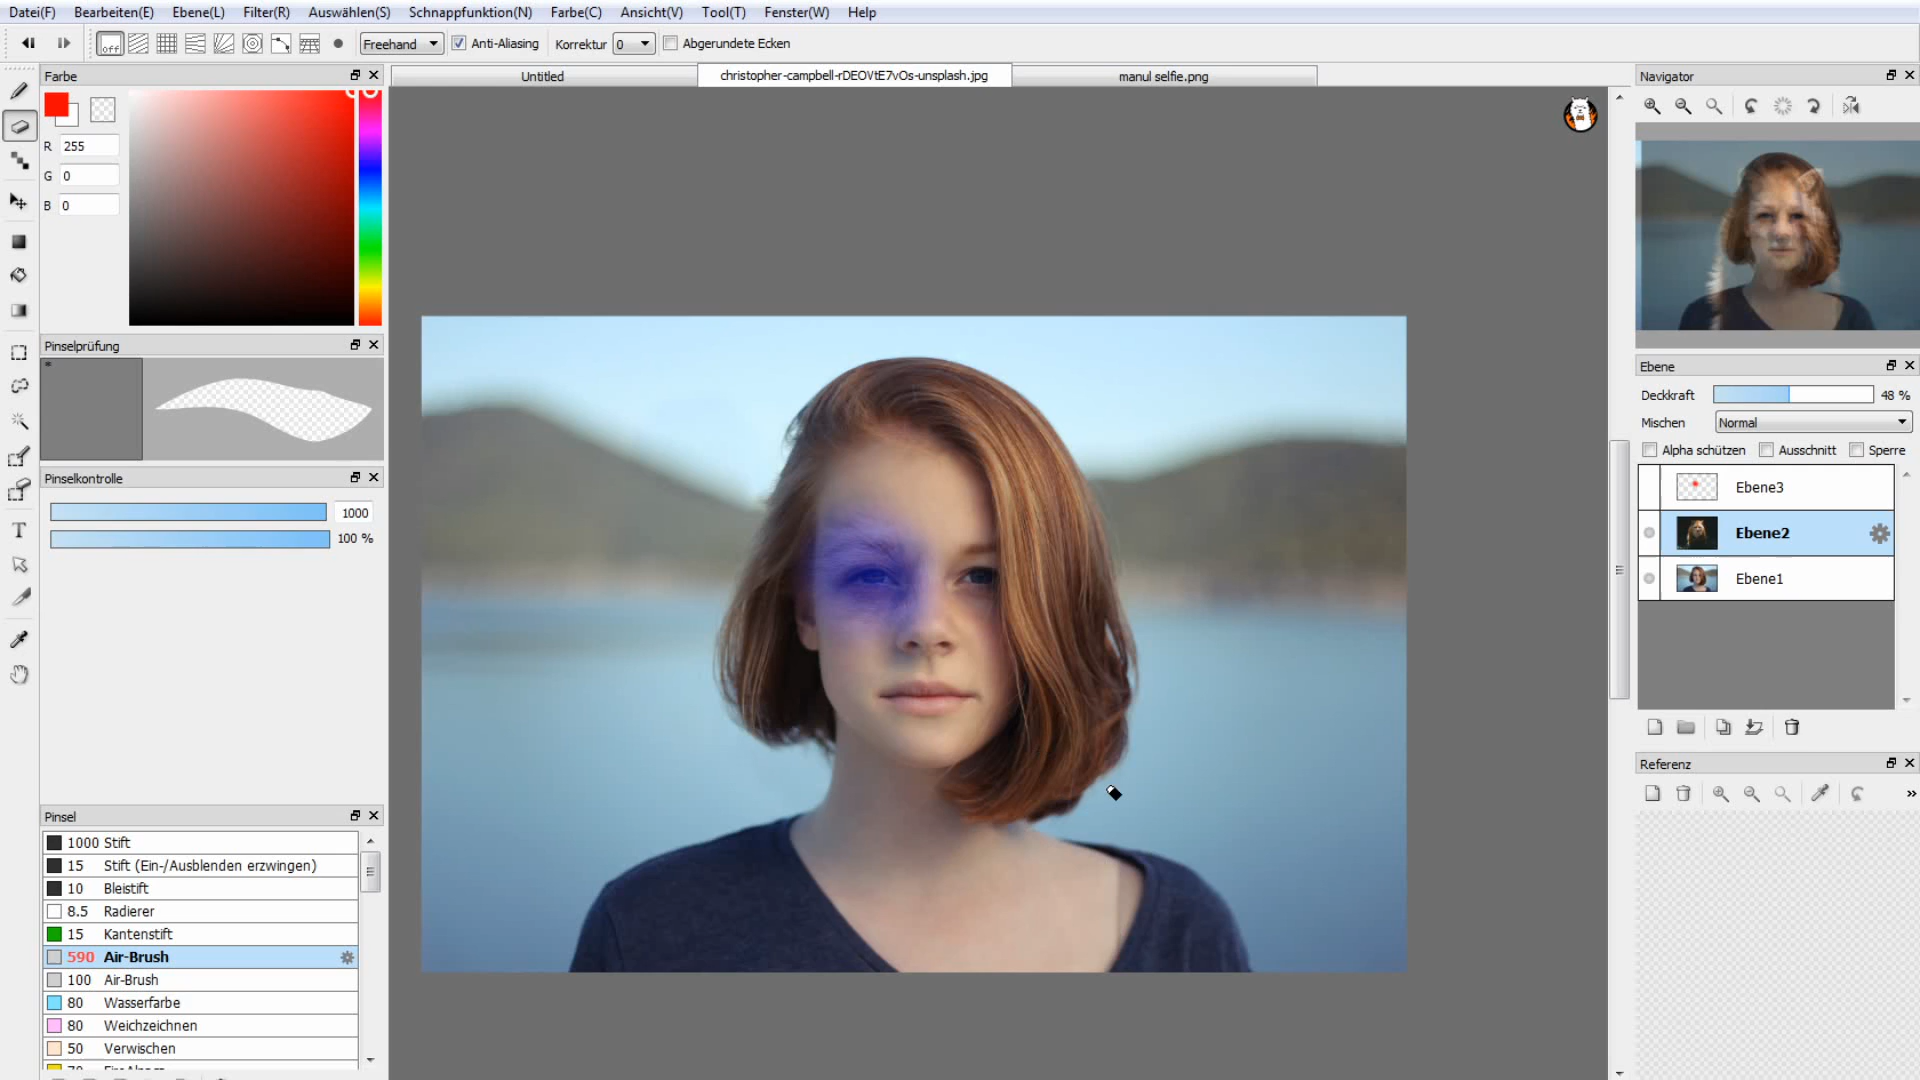 Datei(F) Bearbeiten(E) Ebene(L) Filter(R) Auswählen(S) Schnappfunktion(N) Farbe(C) Ansicht(V) Tool(T) Fenster(W) Help
off Freehand Anti-Aliasing Korrektur 0 Abgerundete Ecken
Farbe
Untitled christopher-campbell-rDEOVtE7vOs-unsplash.jpg manul selfie.png
Navigator
R 255
G 0
B 0
Pinselprüfung
*
Pinselkontrolle
1000
100 %
Ebene
Deckkraft 48 %
Mischen Normal
Alpha schützen Ausschnitt Sperre
Ebene3
Ebene2
Ebene1
Referenz
Pinsel
1000 Stift
15 Stift (Ein-/Ausblenden erzwingen)
10 Bleistift
8.5 Radierer
15 Kantenstift
590 Air-Brush
100 Air-Brush
80 Wasserfarbe
80 Weichzeichnen
50 Verwischen
T